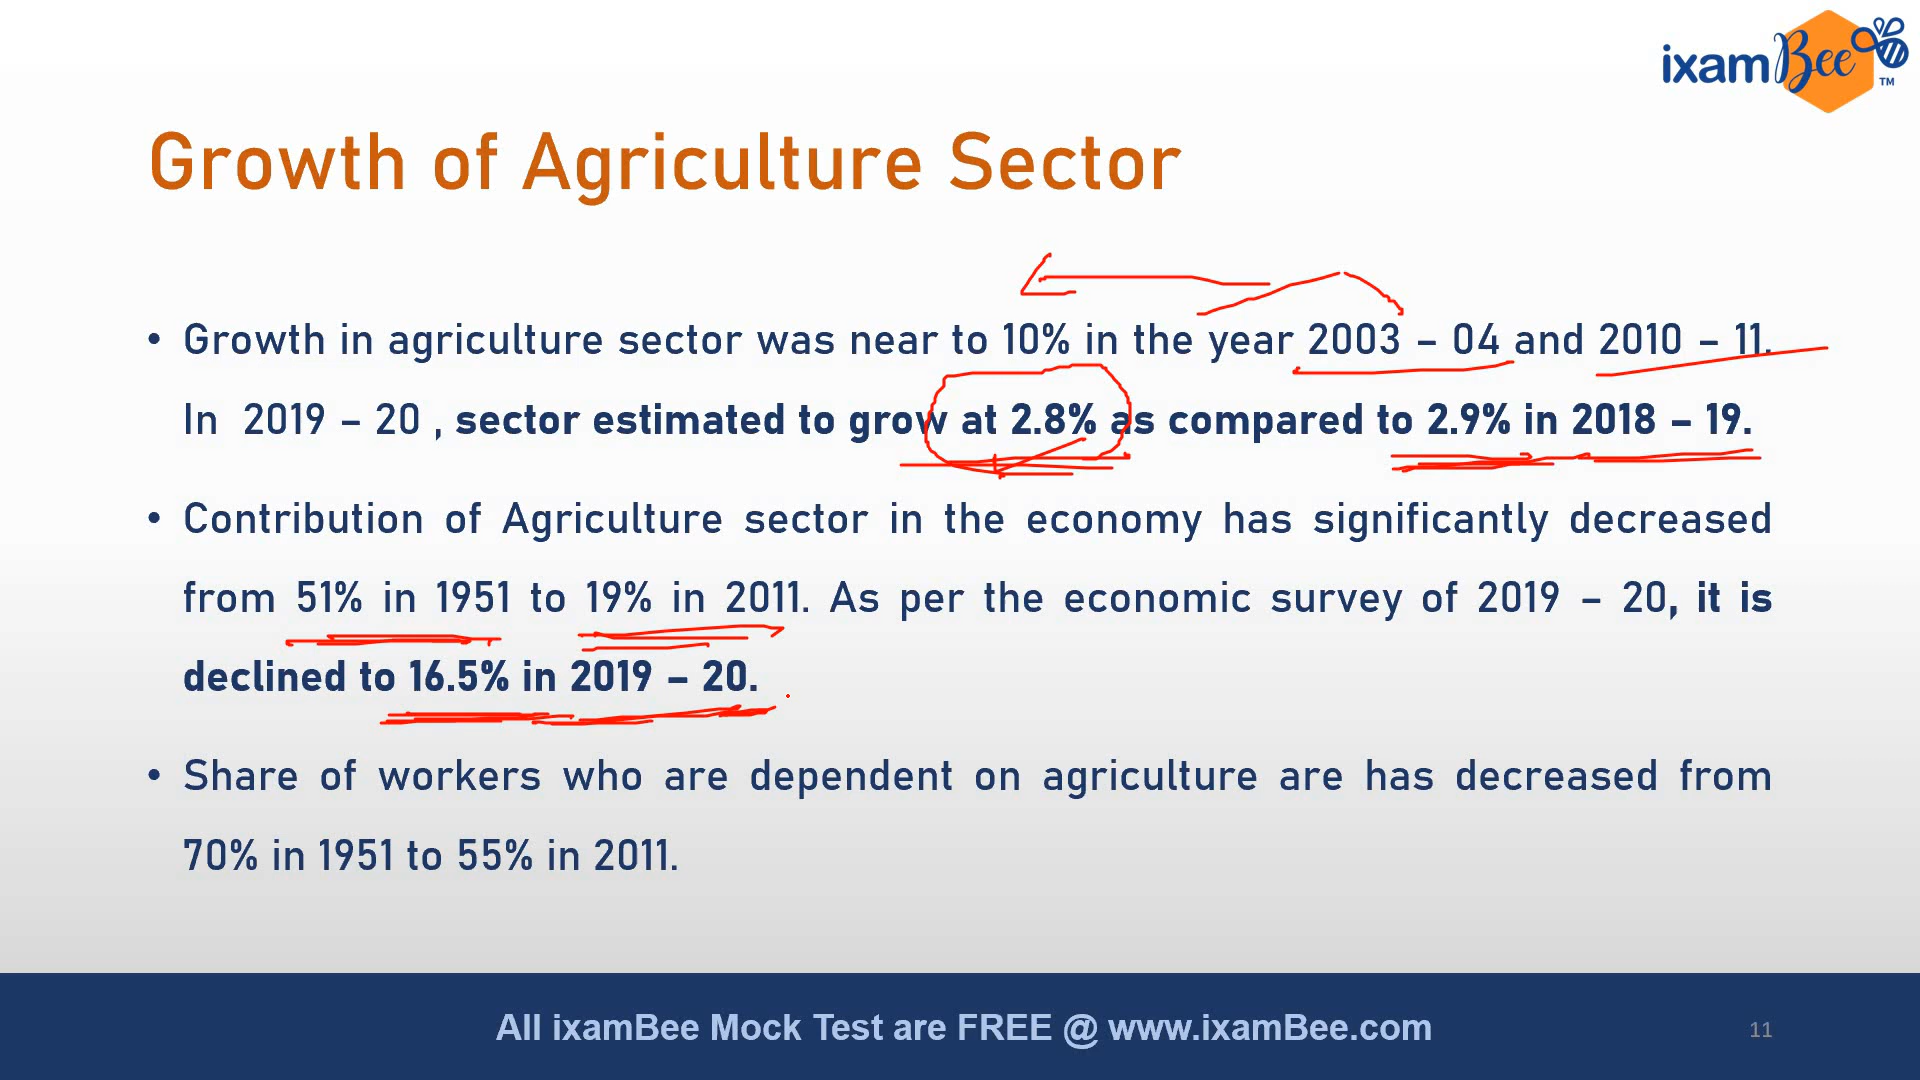 ixamBee TM
Growth of Agriculture Sector
• Growth in agriculture sector was near to 10% in the year 2003 – 04 and 2010 – 11.
In 2019 – 20 , sector estimated to grow at 2.8% as compared to 2.9% in 2018 – 19.
• Contribution of Agriculture sector in the economy has significantly decreased
from 51% in 1951 to 19% in 2011. As per the economic survey of 2019 – 20, it is
declined to 16.5% in 2019 – 20.
• Share of workers who are dependent on agriculture are has decreased from
70% in 1951 to 55% in 2011.
All ixamBee Mock Test are FREE @ www.ixamBee.com
11